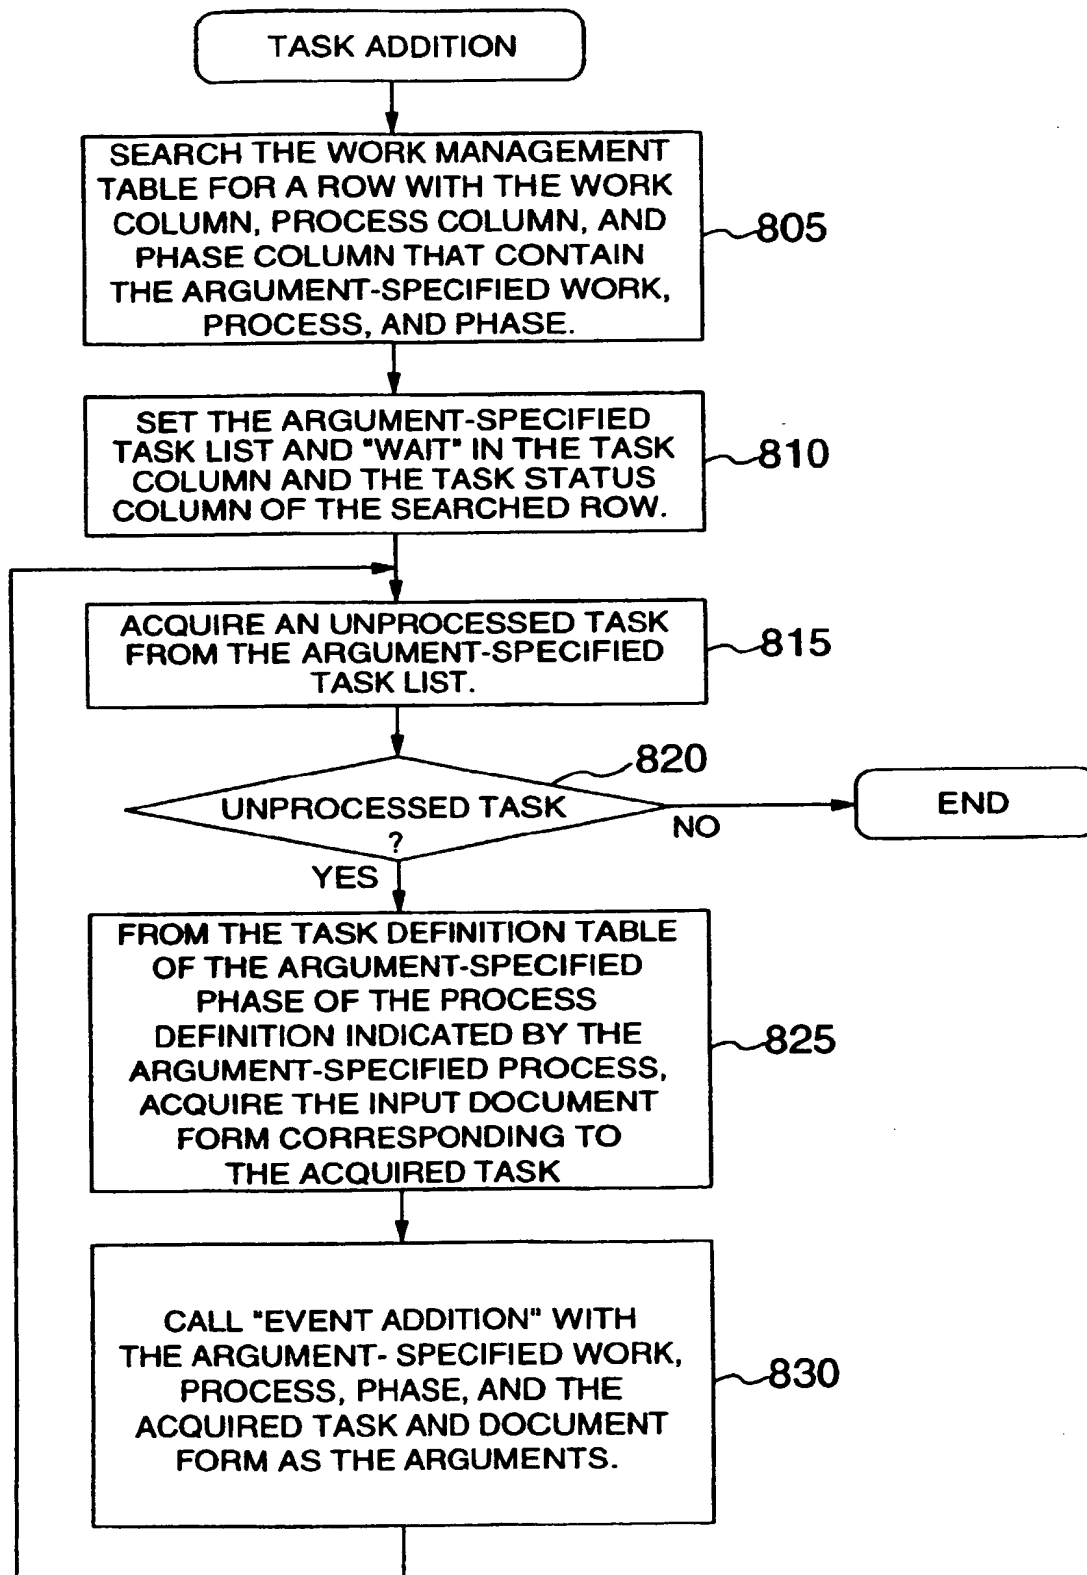 TASK ADDITION
SEARCH THE WORK MANAGEMENT
TABLE FOR A ROW WITH THE WORK
COLUMN, PROCESS COLUMN, AND
PHASE COLUMN THAT CONTAIN
THE ARGUMENT-SPECIFIED WORK,
PROCESS, AND PHASE.
805
SET THE ARGUMENT-SPECIFIED
TASK LIST AND "WAIT" IN THE TASK
COLUMN AND THE TASK STATUS
COLUMN OF THE SEARCHED ROW.
810
ACQUIRE AN UNPROCESSED TASK
FROM THE ARGUMENT-SPECIFIED
TASK LIST.
815
820
UNPROCESSED TASK
?
NO
END
YES
FROM THE TASK DEFINITION TABLE
OF THE ARGUMENT-SPECIFIED
PHASE OF THE PROCESS
DEFINITION INDICATED BY THE
ARGUMENT-SPECIFIED PROCESS,
ACQUIRE THE INPUT DOCUMENT
FORM CORRESPONDING TO
THE ACQUIRED TASK
825
CALL "EVENT ADDITION" WITH
THE ARGUMENT- SPECIFIED WORK,
PROCESS, PHASE, AND THE
ACQUIRED TASK AND DOCUMENT
FORM AS THE ARGUMENTS.
830